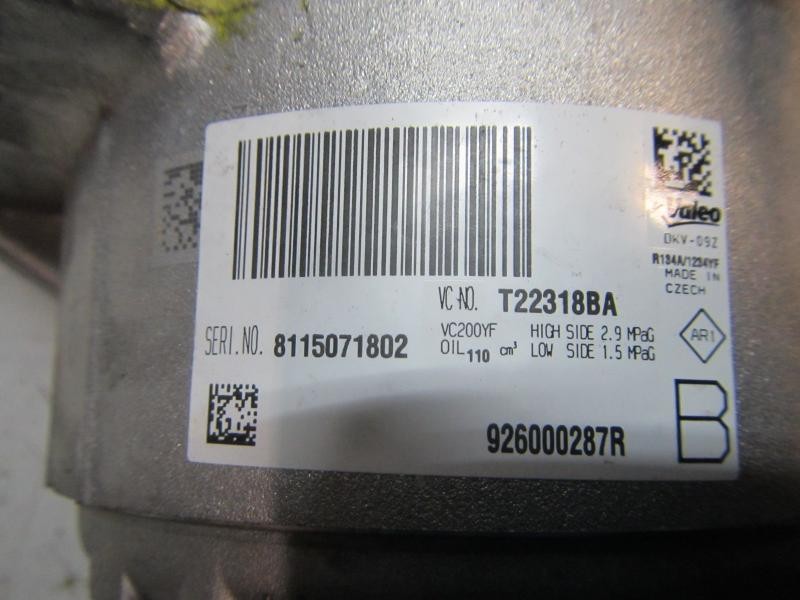 Valeo
DKV-09Z
R134A/1234YF
MADE IN
CZECH
VC-NO. T22318BA
SERI.NO. 8115071802
VC200YF HIGH SIDE 2.9 MPaG
OIL 110 cm³ LOW SIDE 1.5 MPaG
AR1
B
926000287R